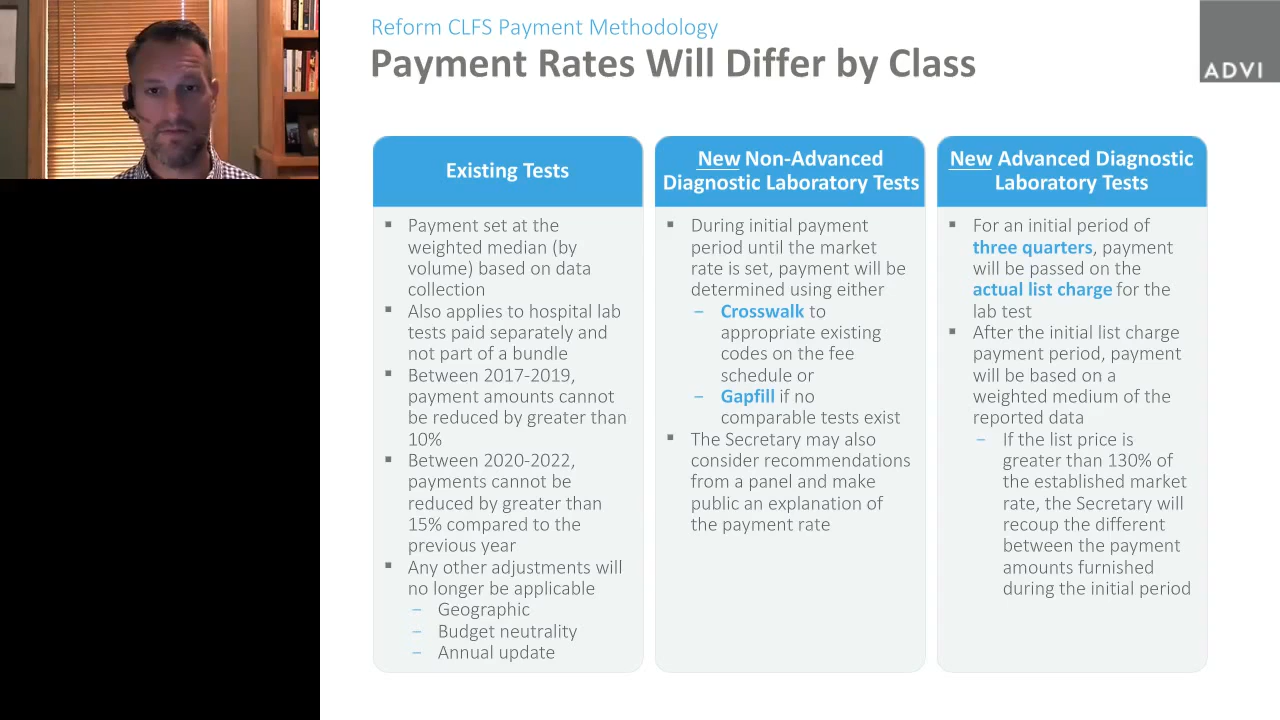 Reform CLFS Payment Methodology
Payment Rates Will Differ by Class
ADVI
Existing Tests
▪ Payment set at the
weighted median (by
volume) based on data
collection
▪ Also applies to hospital lab
tests paid separately and
not part of a bundle
▪ Between 2017-2019,
payment amounts cannot
be reduced by greater than
10%
▪ Between 2020-2022,
payments cannot be
reduced by greater than
15% compared to the
previous year
▪ Any other adjustments will
no longer be applicable
– Geographic
– Budget neutrality
– Annual update
New Non-Advanced
Diagnostic Laboratory Tests
▪ During initial payment
period until the market
rate is set, payment will be
determined using either
– Crosswalk to
appropriate existing
codes on the fee
schedule or
– Gapfill if no
comparable tests exist
▪ The Secretary may also
consider recommendations
from a panel and make
public an explanation of
the payment rate
New Advanced Diagnostic
Laboratory Tests
▪ For an initial period of
three quarters, payment
will be passed on the
actual list charge for the
lab test
▪ After the initial list charge
payment period, payment
will be based on a
weighted medium of the
reported data
– If the list price is
greater than 130% of
the established market
rate, the Secretary will
recoup the different
between the payment
amounts furnished
during the initial period